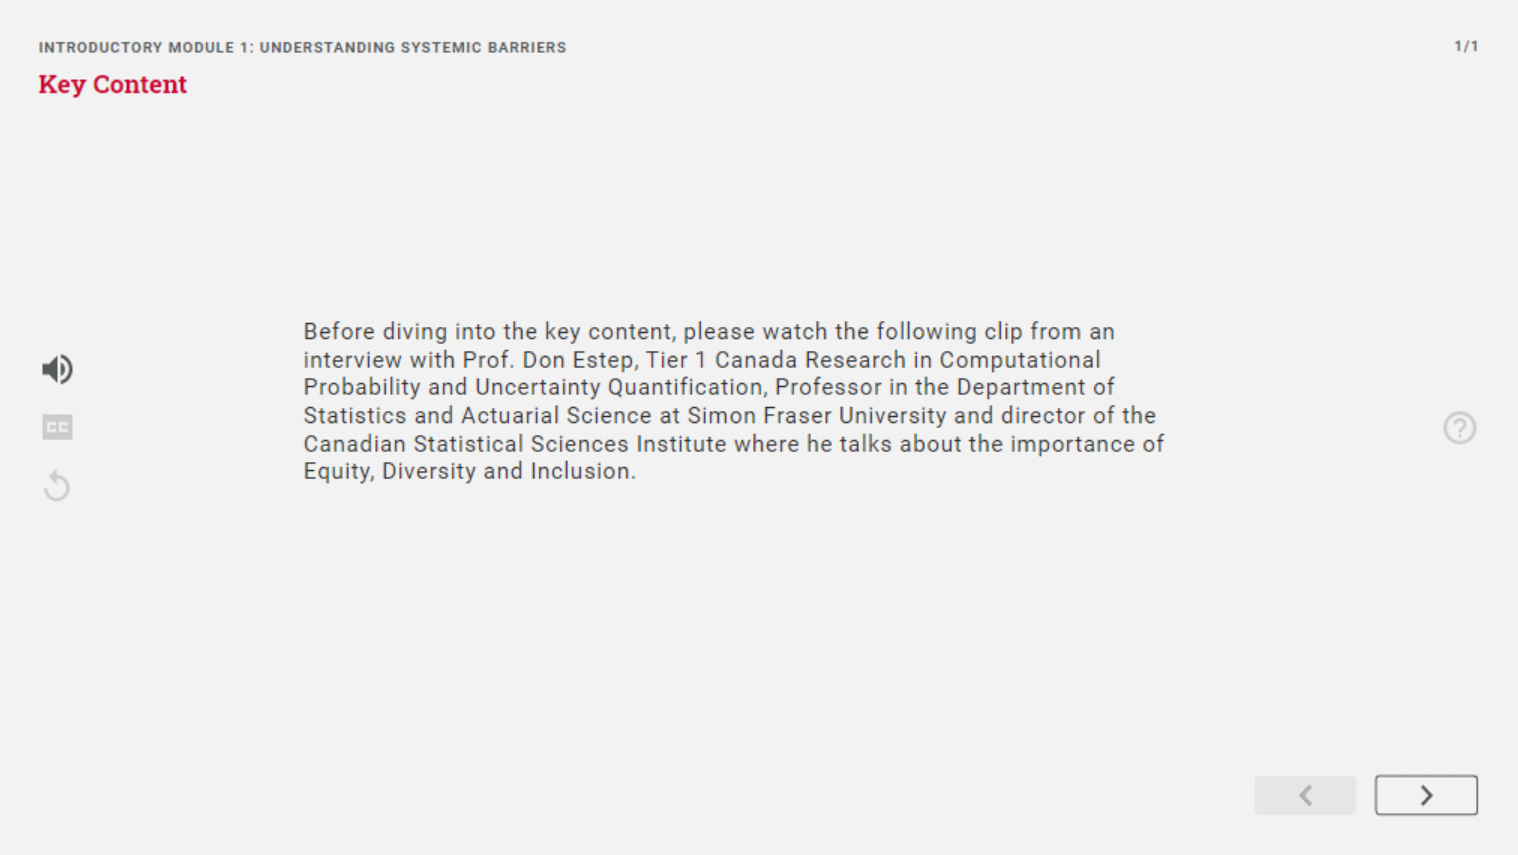 INTRODUCTORY MODULE 1: UNDERSTANDING SYSTEMIC BARRIERS
1/1
Key Content
Before diving into the key content, please watch the following clip from an
interview with Prof. Don Estep, Tier 1 Canada Research in Computational
Probability and Uncertainty Quantification, Professor in the Department of
Statistics and Actuarial Science at Simon Fraser University and director of the
Canadian Statistical Sciences Institute where he talks about the importance of
Equity, Diversity and Inclusion.
CC
?